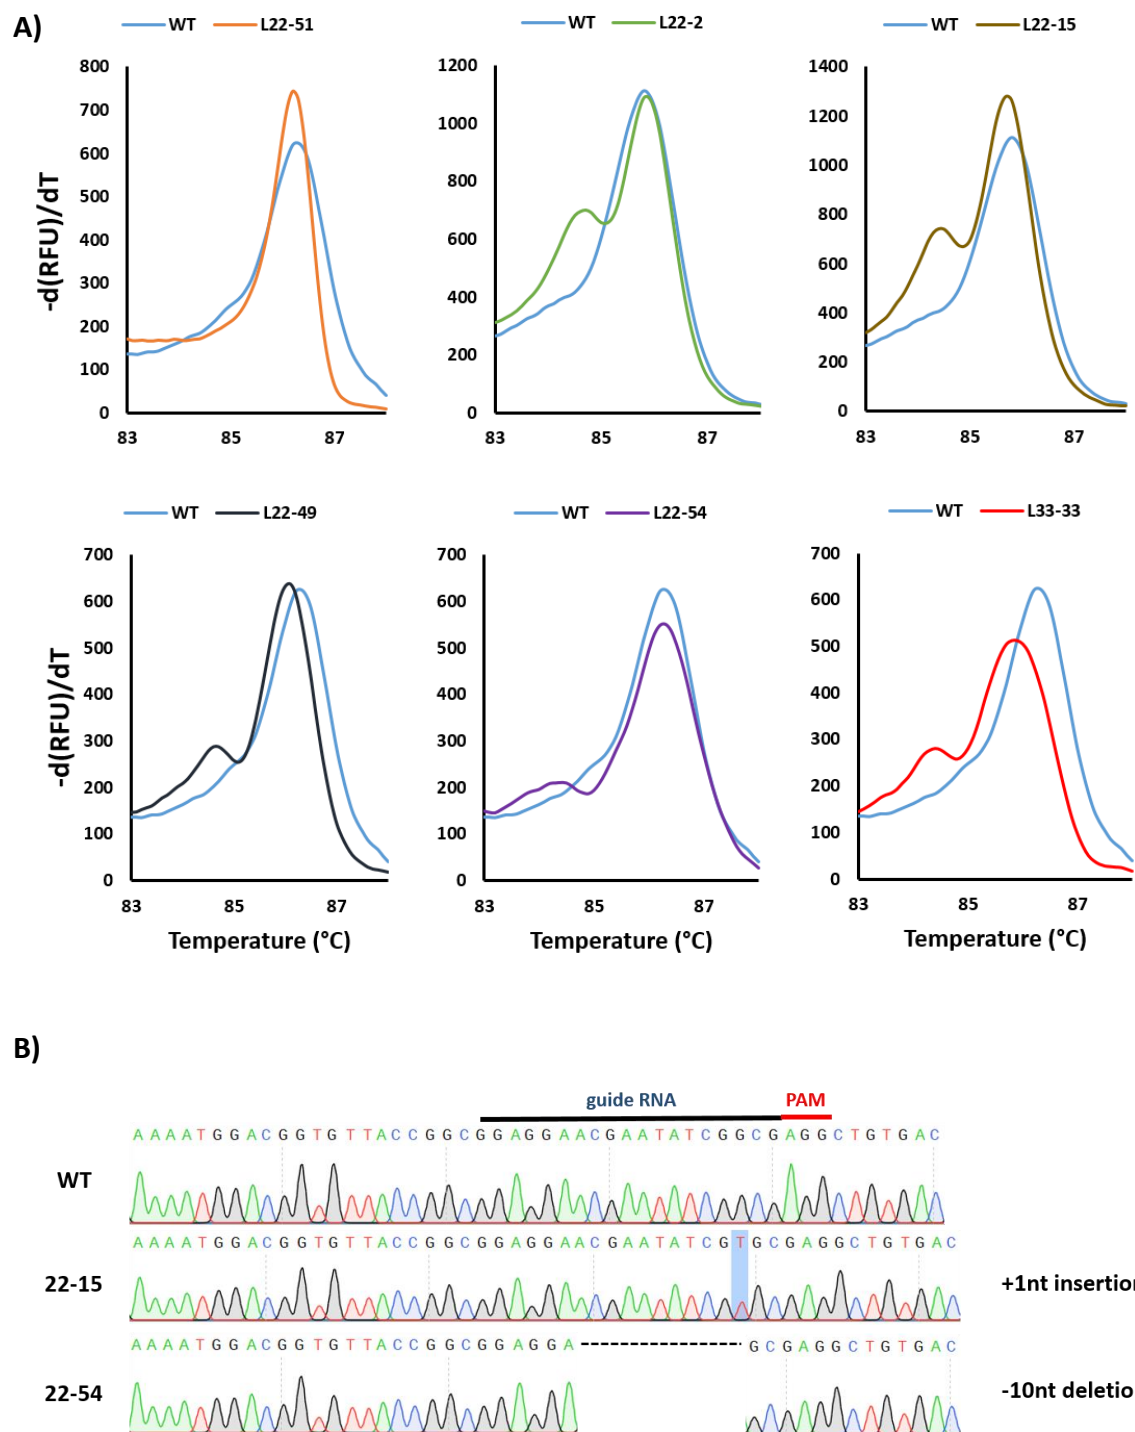 A)
WT L22-51
WT L22-2
WT L22-15
-d(RFU)/dT
800
700
600
500
400
300
200
100
0
83 85 87
1200
1000
800
600
400
200
0
83 85 87
1400
1200
1000
800
600
400
200
0
83 85 87
WT L22-49
WT L22-54
WT L33-33
-d(RFU)/dT
700
600
500
400
300
200
100
0
83 85 87
Temperature (°C)
700
600
500
400
300
200
100
0
83 85 87
Temperature (°C)
700
600
500
400
300
200
100
0
83 85 87
Temperature (°C)
B)
guide RNA PAM
A A A A T G G A C G G T G T T A C C G G C G G A G G A A C G A A T A T C G G C G A G G C T G T G A C
WT
A A A A T G G A C G G T G T T A C C G G C G G A G G A A C G A A T A T C G T G C G A G G C T G T G A C
22-15 +1nt insertion
A A A A T G G A C G G T G T T A C C G G C G G A G G A ---------- G C G A G G C T G T G A C
22-54 -10nt deletio